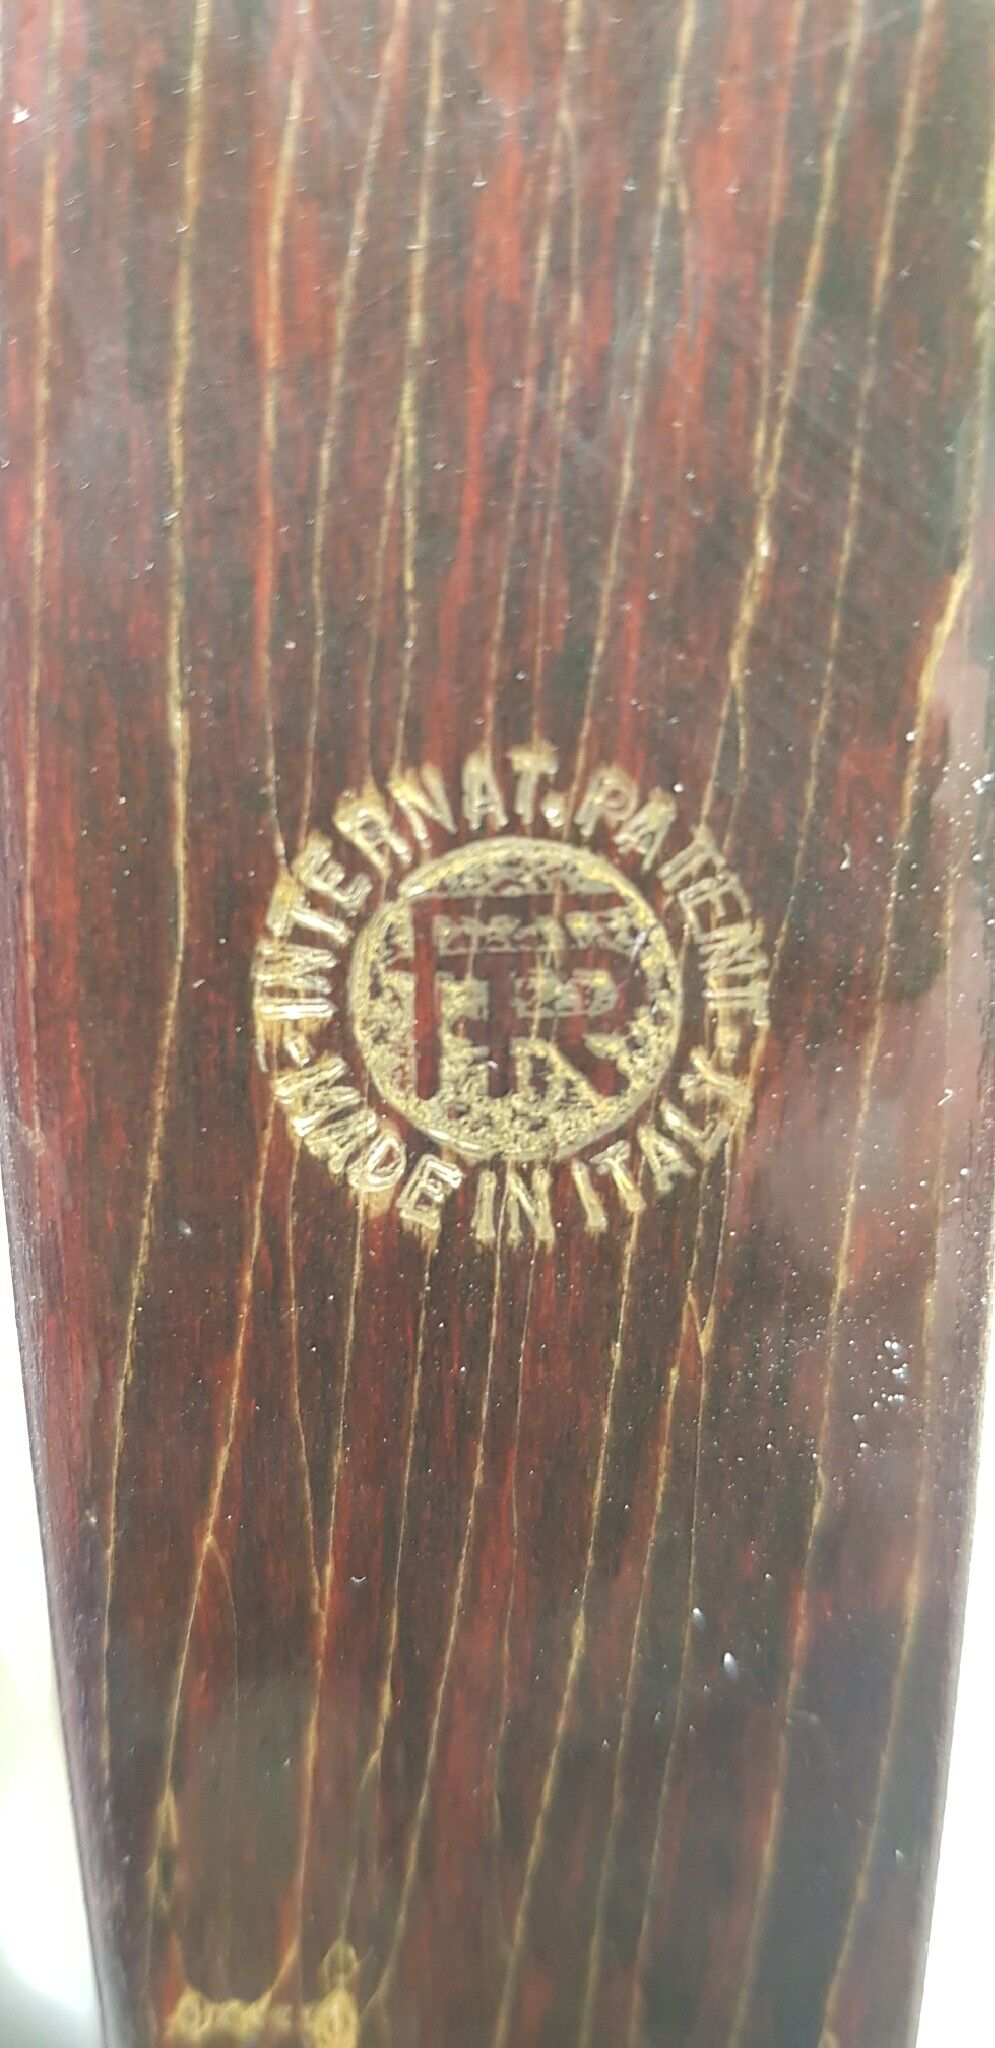 INTERNAT. PATENT
FR
-MADE IN ITALY-